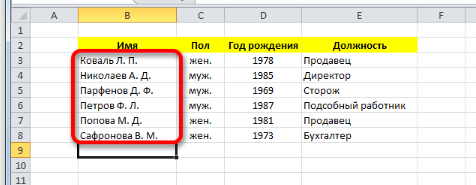 A B C D E F
1
2 Имя Пол Год рождения Должность
3 Коваль Л. П. жен. 1978 Продавец
4 Николаев А. Д. муж. 1985 Директор
5 Парфенов Д. Ф. муж. 1969 Сторож
6 Петров Ф. Л. муж. 1987 Подсобный работник
7 Попова М. Д. жен. 1981 Продавец
8 Сафронова В. М. жен. 1973 Бухгалтер
9
10
11